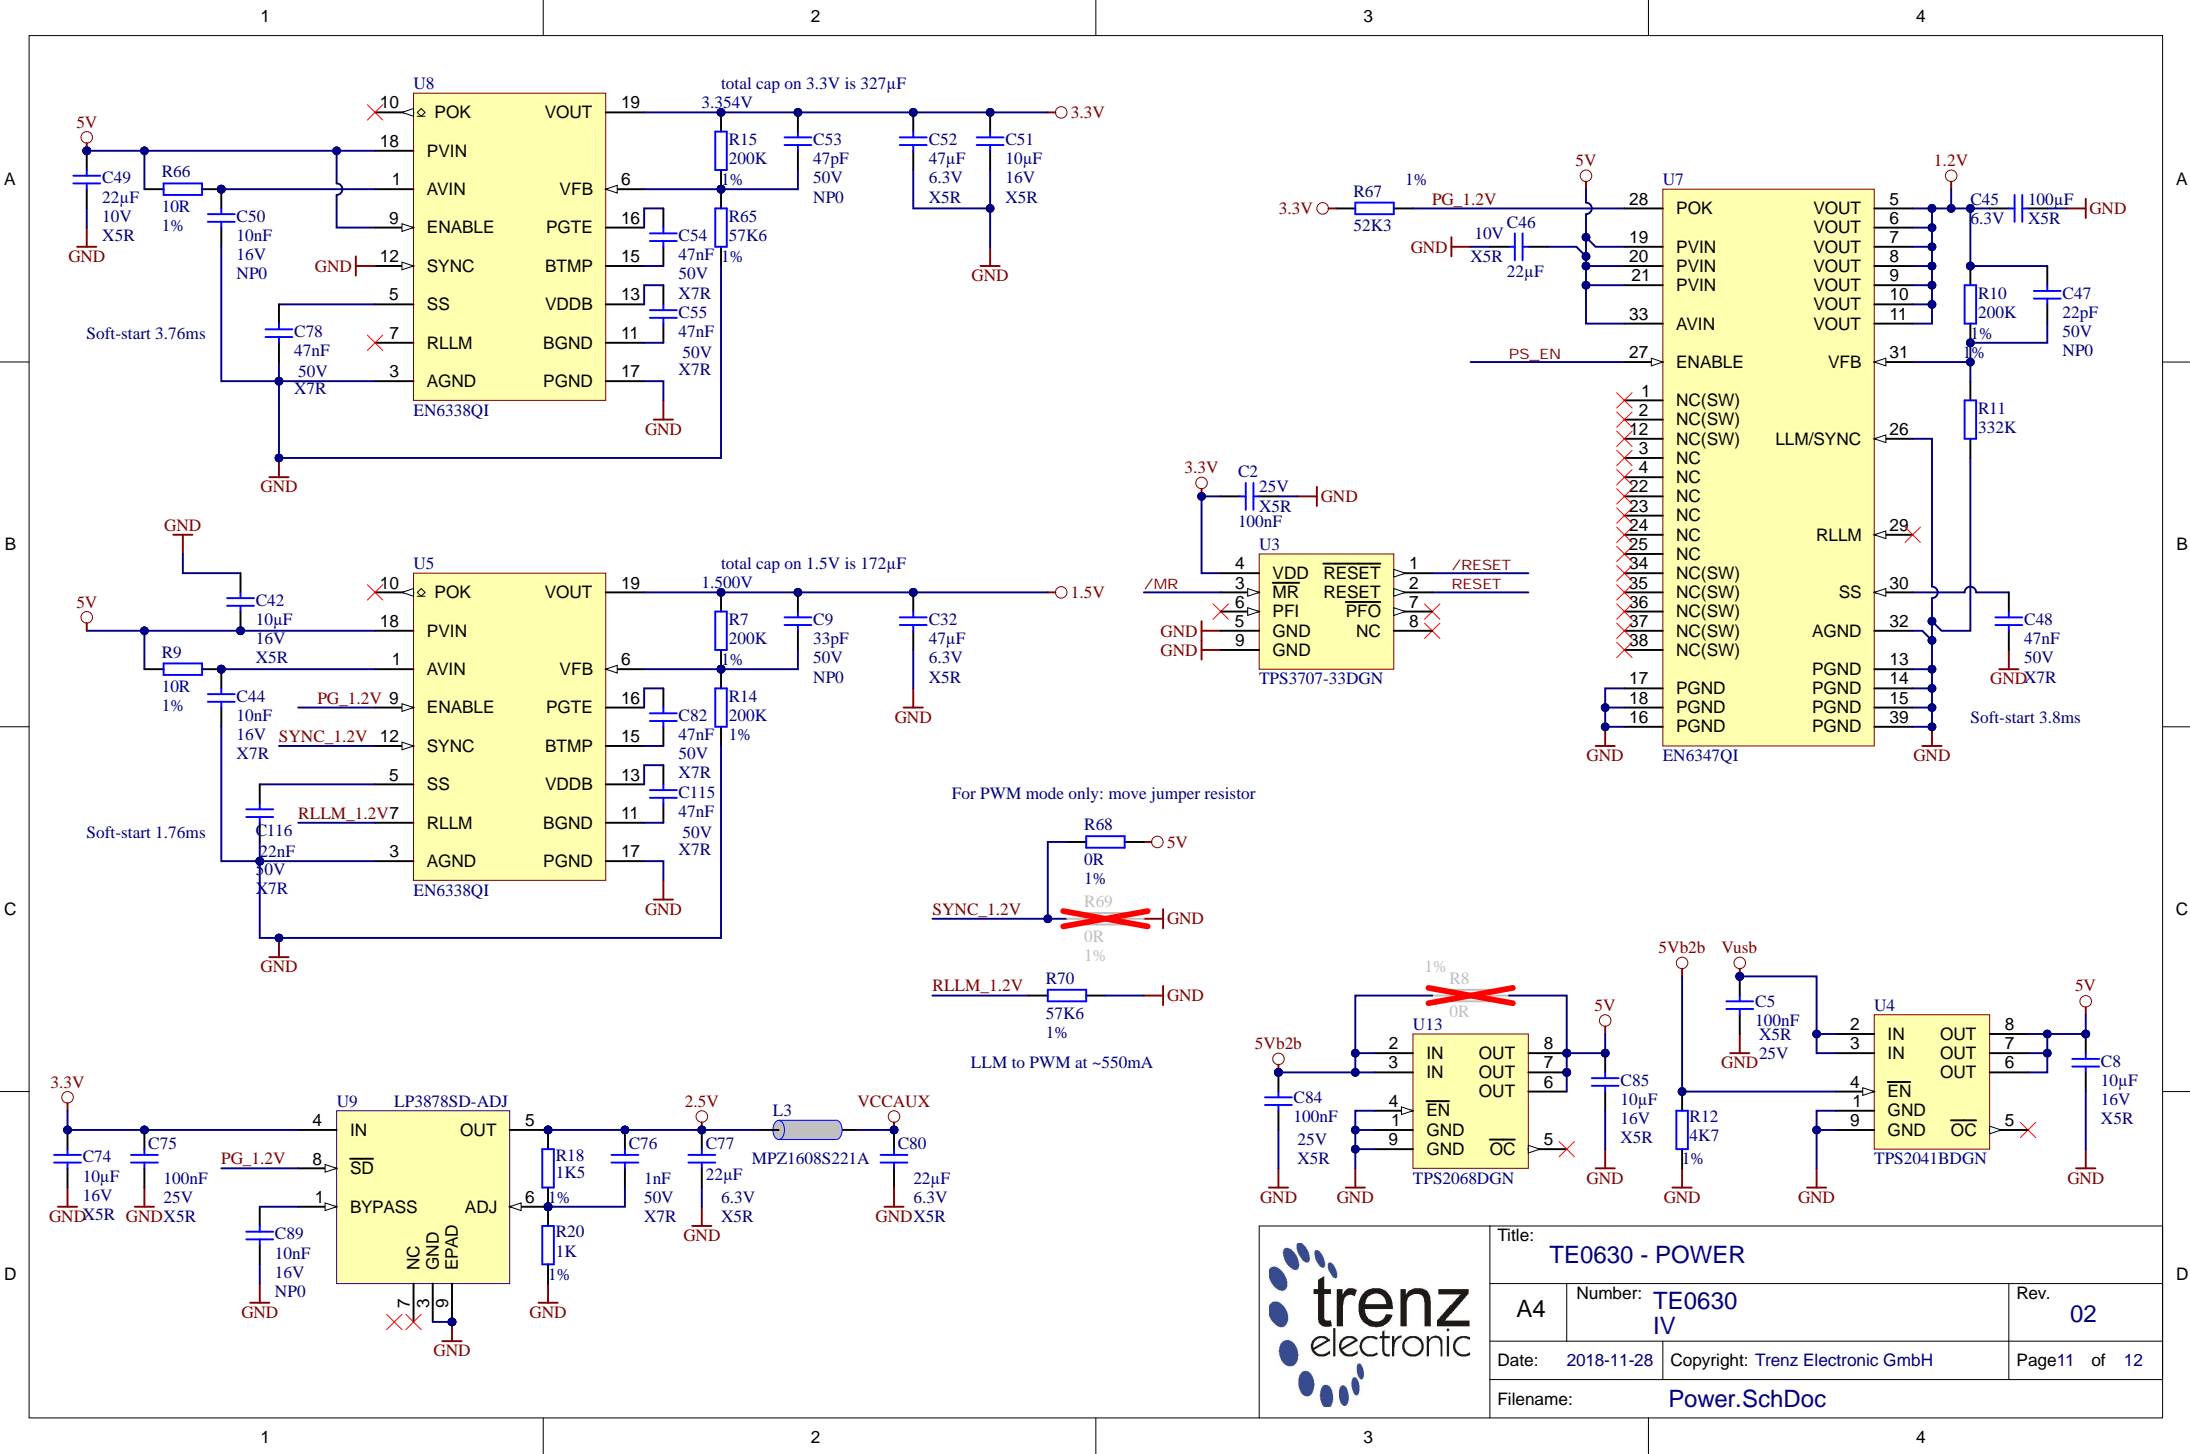 1 2 3 4
A
B
C
D
A
B
C
D
1 2 3 4
U8
total cap on 3.3V is 327µF
3.354V
5V
10 POK VOUT 19
18 PVIN
1 AVIN VFB 6
9 ENABLE PGTE 16
12 SYNC BTMP 15
5 SS VDDB 13
7 RLLM BGND 11
3 AGND PGND 17
EN6338QI
C49
22µF
10V
X5R
GND
R66
10R
1%
C50
10nF
16V
NP0
GND
Soft-start 3.76ms
C78
47nF
50V
X7R
GND
R15
200K
1%
C53
47pF
50V
NP0
C52
47µF
6.3V
X5R
C51
10µF
16V
X5R
3.3V
GND
R65
57K6
1%
C54
47nF
50V
X7R
C55
47nF
50V
X7R
GND
U5
total cap on 1.5V is 172µF
1.500V
GND
5V
C42
10µF
16V
X5R
R9
10R
1%
C44
10nF
16V
X7R
PG_1.2V
SYNC_1.2V
RLLM_1.2V
10 POK VOUT 19
18 PVIN
1 AVIN VFB 6
9 ENABLE PGTE 16
12 SYNC BTMP 15
5 SS VDDB 13
7 RLLM BGND 11
3 AGND PGND 17
EN6338QI
Soft-start 1.76ms
C116
22nF
50V
X7R
GND
R7
200K
1%
C9
33pF
50V
NP0
C32
47µF
6.3V
X5R
GND
1.5V
R14
200K
1%
C82
47nF
50V
X7R
C115
47nF
50V
X7R
GND
3.3V
R67
52K3
1%
PG_1.2V
GND
10V
X5R
C46
22µF
5V
PS_EN
U7
28 POK VOUT 5
VOUT 6
19 PVIN VOUT 7
20 PVIN VOUT 8
21 PVIN VOUT 9
VOUT 10
33 AVIN VOUT 11
27 ENABLE VFB 31
1 NC(SW)
2 NC(SW)
12 NC(SW) LLM/SYNC 26
3 NC
4 NC
22 NC
23 NC
24 NC RLLM 29
25 NC
34 NC(SW)
35 NC(SW) SS 30
36 NC(SW)
37 NC(SW) AGND 32
38 NC(SW)
PGND 13
17 PGND PGND 14
18 PGND PGND 15
16 PGND PGND 39
EN6347QI
GND
GND
1.2V
C45
6.3V
100µF
X5R
GND
R10
200K
1%
1%
C47
22pF
50V
NP0
R11
332K
C48
47nF
50V
X7R
GND
Soft-start 3.8ms
3.3V
C2
25V
X5R
100nF
GND
U3
/MR
4 VDD RESET 1 /RESET
3 MR RESET 2 RESET
6 PFI PFO 7
GND 5 GND NC 8
GND 9 GND
TPS3707-33DGN
For PWM mode only: move jumper resistor
R68
0R
1%
5V
SYNC_1.2V
R69
0R
1%
GND
RLLM_1.2V
R70
57K6
1%
GND
LLM to PWM at ~550mA
3.3V
C74
10µF
16V
X5R
GND
C75
100nF
25V
X5R
GND
PG_1.2V
U9
LP3878SD-ADJ
4 IN OUT 5
8 SD
1 BYPASS ADJ 6
NC
GND
EPAD
7
3
9
GND
C89
10nF
16V
NP0
GND
R18
1K5
1%
R20
1K
1%
GND
C76
1nF
50V
X7R
2.5V
C77
22µF
6.3V
X5R
GND
L3
MPZ1608S221A
VCCAUX
C80
22µF
6.3V
X5R
GND
1%
R8
0R
5Vb2b
C84
100nF
25V
X5R
GND
GND
U13
2 IN OUT 8
3 IN OUT 7
OUT 6
4 EN
1 GND
9 GND OC 5
TPS2068DGN
5V
C85
10µF
16V
X5R
GND
5Vb2b
Vusb
C5
100nF
X5R
25V
GND
R12
4K7
1%
GND
U4
2 IN OUT 8
3 IN OUT 7
OUT 6
4 EN
1 GND
9 GND OC 5
TPS2041BDGN
GND
5V
C8
10µF
16V
X5R
GND
trenz
electronic
Title:
TE0630 - POWER
A4
Number: TE0630
IV
Rev.
02
Date: 2018-11-28
Copyright: Trenz Electronic GmbH
Page 11 of 12
Filename: Power.SchDoc